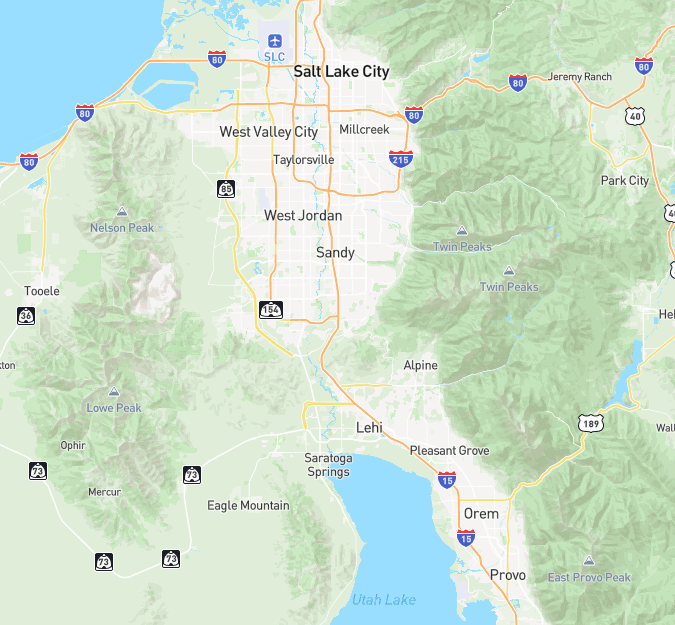 SLC
80
Salt Lake City
80
Jeremy Ranch
80
80
80
40
West Valley City
Millcreek
80
Taylorsville
215
Park City
85
West Jordan
Nelson Peak
Twin Peaks
Sandy
Twin Peaks
Tooele
154
36
Alpine
Lowe Peak
189
Lehi
Ophir
Pleasant Grove
Saratoga
Springs
73
73
15
Mercur
Eagle Mountain
Orem
15
73
73
Provo
East Provo Peak
Utah Lake